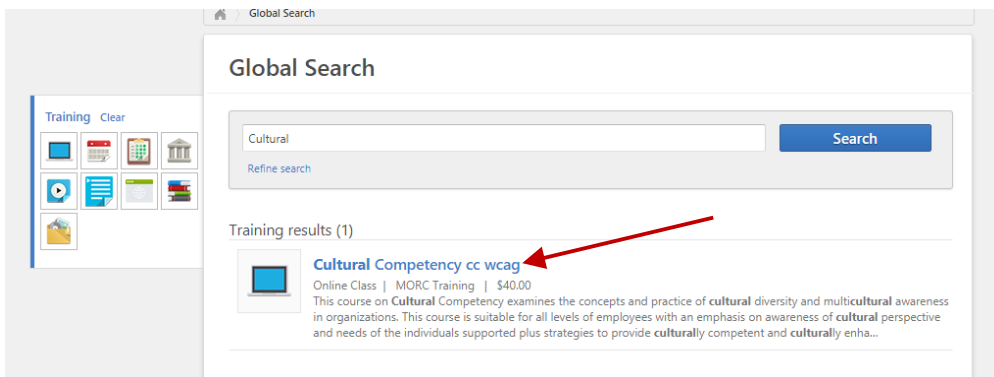 Global Search
Global Search
Training Clear
Cultural
Search
Refine search
Training results (1)
Cultural Competency cc wcag
Online Class | MORC Training | $40.00
This course on Cultural Competency examines the concepts and practice of cultural diversity and multicultural awareness
in organizations. This course is suitable for all levels of employees with an emphasis on awareness of cultural perspective
and needs of the individuals supported plus strategies to provide culturally competent and culturally enha...